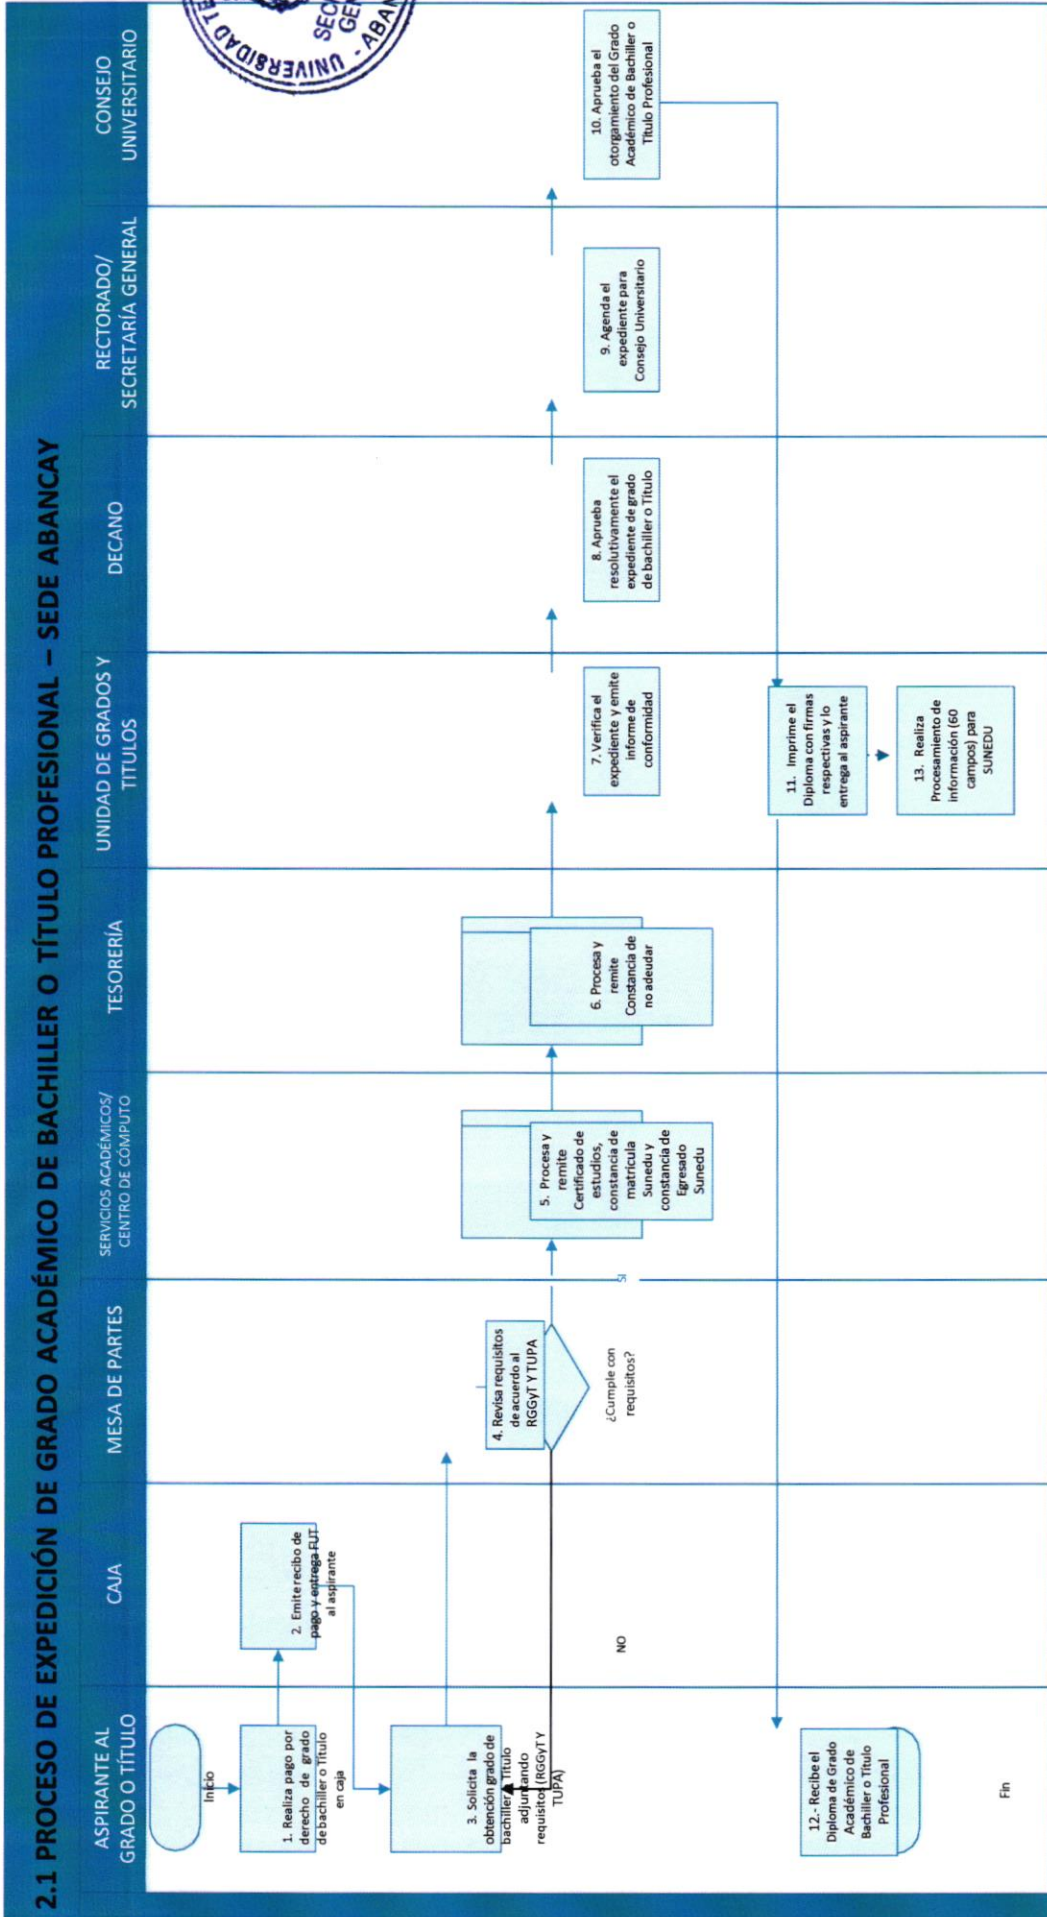 2.1 PROCESO DE EXPEDICIÓN DE GRADO ACADÉMICO DE BACHILLER O TÍTULO PROFESIONAL – SEDE ABANCAY
ASPIRANTE AL
GRADO O TÍTULO
CAJA
MESA DE PARTES
SERVICIOS ACADÉMICOS/
CENTRO DE CÓMPUTO
TESORERÍA
UNIDAD DE GRADOS Y
TITULOS
DECANO
RECTORADO/
SECRETARÍA GENERAL
CONSEJO
UNIVERSITARIO
UNIVERSIDAD TE
- ABAN
SEC
GEN
Inicio
1. Realiza pago por
derecho de grado
de bachiller o Título
en caja
2. Emite recibo de
pago y entrega FUT
al aspirante
3. Solicita la
obtención grado de
bachiller o Título
adjuntando
requisitos (RGGyT Y
TUPA)
4. Revisa requisitos
de acuerdo al
RGGyT Y TUPA
¿Cumple con
requisitos?
NO
SI
5. Procesa y
remite
Certificado de
estudios,
constancia de
matrícula
Sunedu y
constancia de
Egresado
Sunedu
6. Procesa y
remite
Constancia de
no adeudar
7. Verifica el
expediente y emite
informe de
conformidad
8. Aprueba
resolutivamente el
expediente de grado
de bachiller o Título
9. Agenda el
expediente para
Consejo Universitario
10. Aprueba el
otorgamiento del Grado
Académico de Bachiller o
Título Profesional
11. Imprime el
Diploma con firmas
respectivas y lo
entrega al aspirante
12.- Recibe el
Diploma de Grado
Académico de
Bachiller o Título
Profesional
13. Realiza
Procesamiento de
información (60
campos) para
SUNEDU
Fin